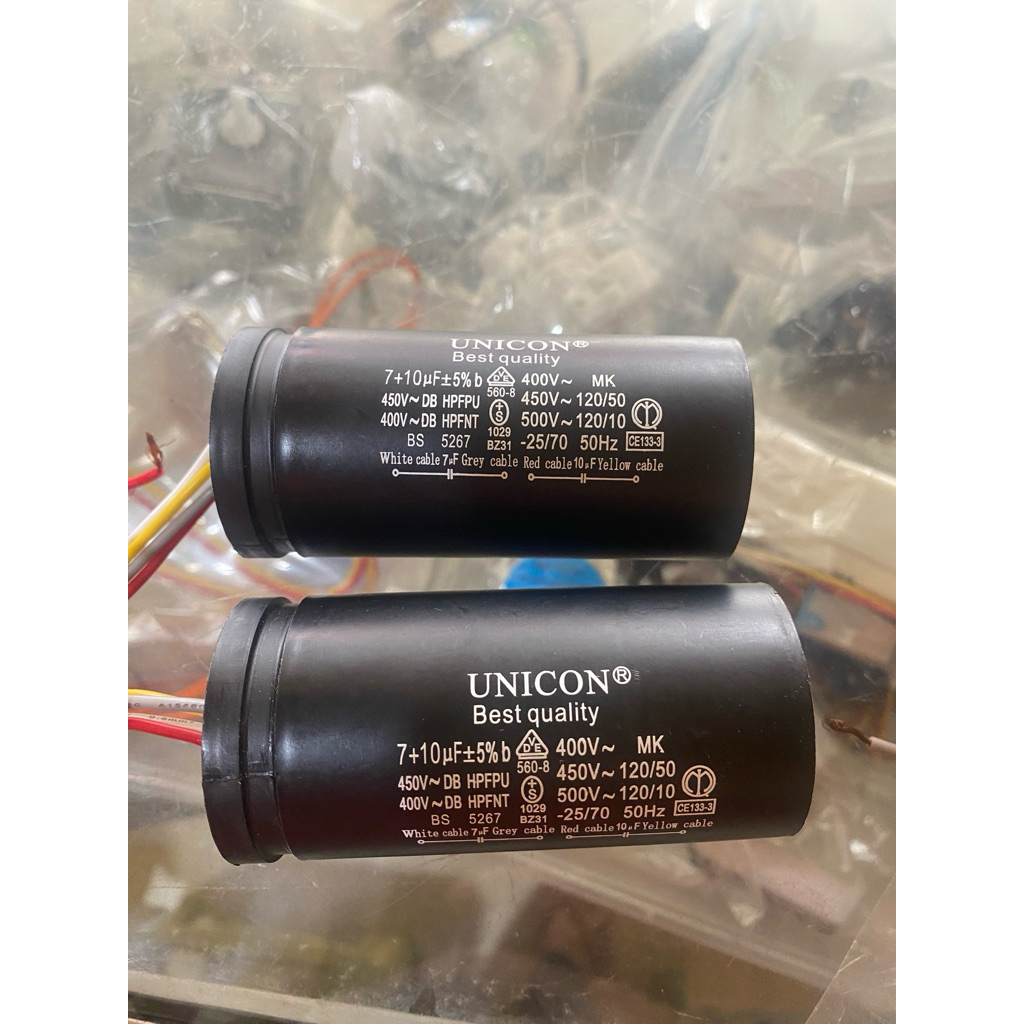 UNICON®
Best quality
7+10μF±5% b VDE 400V~ MK
560-8
450V~DB HPFPU 450V~120/50
400V~DB HPFNT S 500V~120/10
1029
BS 5267 BZ31 -25/70 50Hz CE133-3
White cable 7μF Grey cable Red cable 10μF Yellow cable
UNICON®
Best quality
7+10μF±5% b VDE 400V~ MK
560-8
450V~DB HPFPU 450V~120/50
400V~DB HPFNT S 500V~120/10
1029
BS 5267 BZ31 -25/70 50Hz CE133-3
White cable 7μF Grey cable Red cable 10μF Yellow cable